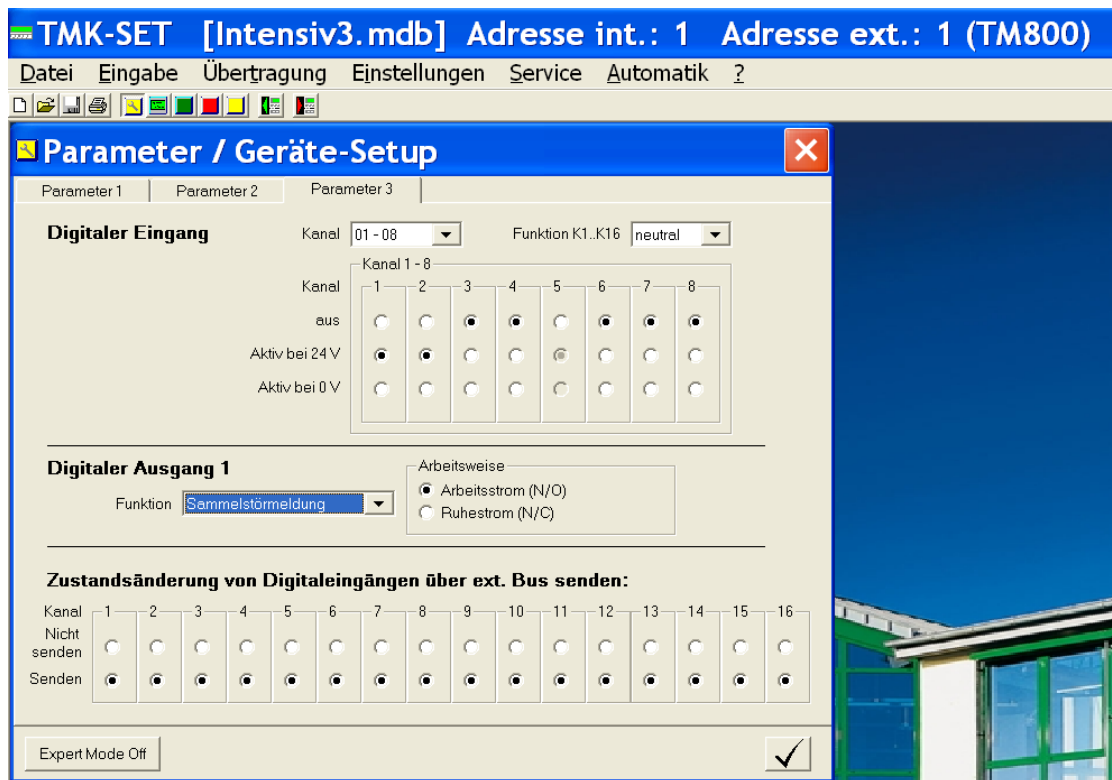 TMK-SET [Intensiv3.mdb] Adresse int.: 1 Adresse ext.: 1 (TM800)
Datei Eingabe Übertragung Einstellungen Service Automatik ?
Parameter / Geräte-Setup
Parameter 1 Parameter 2 Parameter 3
Digitaler Eingang Kanal 01 - 08 Funktion K1..K16 neutral
Kanal 1 - 8
Kanal 1 2 3 4 5 6 7 8
aus
Aktiv bei 24 V
Aktiv bei 0 V
Digitaler Ausgang 1
Funktion Sammelstörmeldung
Arbeitsweise
Arbeitsstrom (N/O)
Ruhestrom (N/C)
Zustandsänderung von Digitaleingängen über ext. Bus senden:
Kanal 1 2 3 4 5 6 7 8 9 10 11 12 13 14 15 16
Nicht
senden
Senden
Expert Mode Off